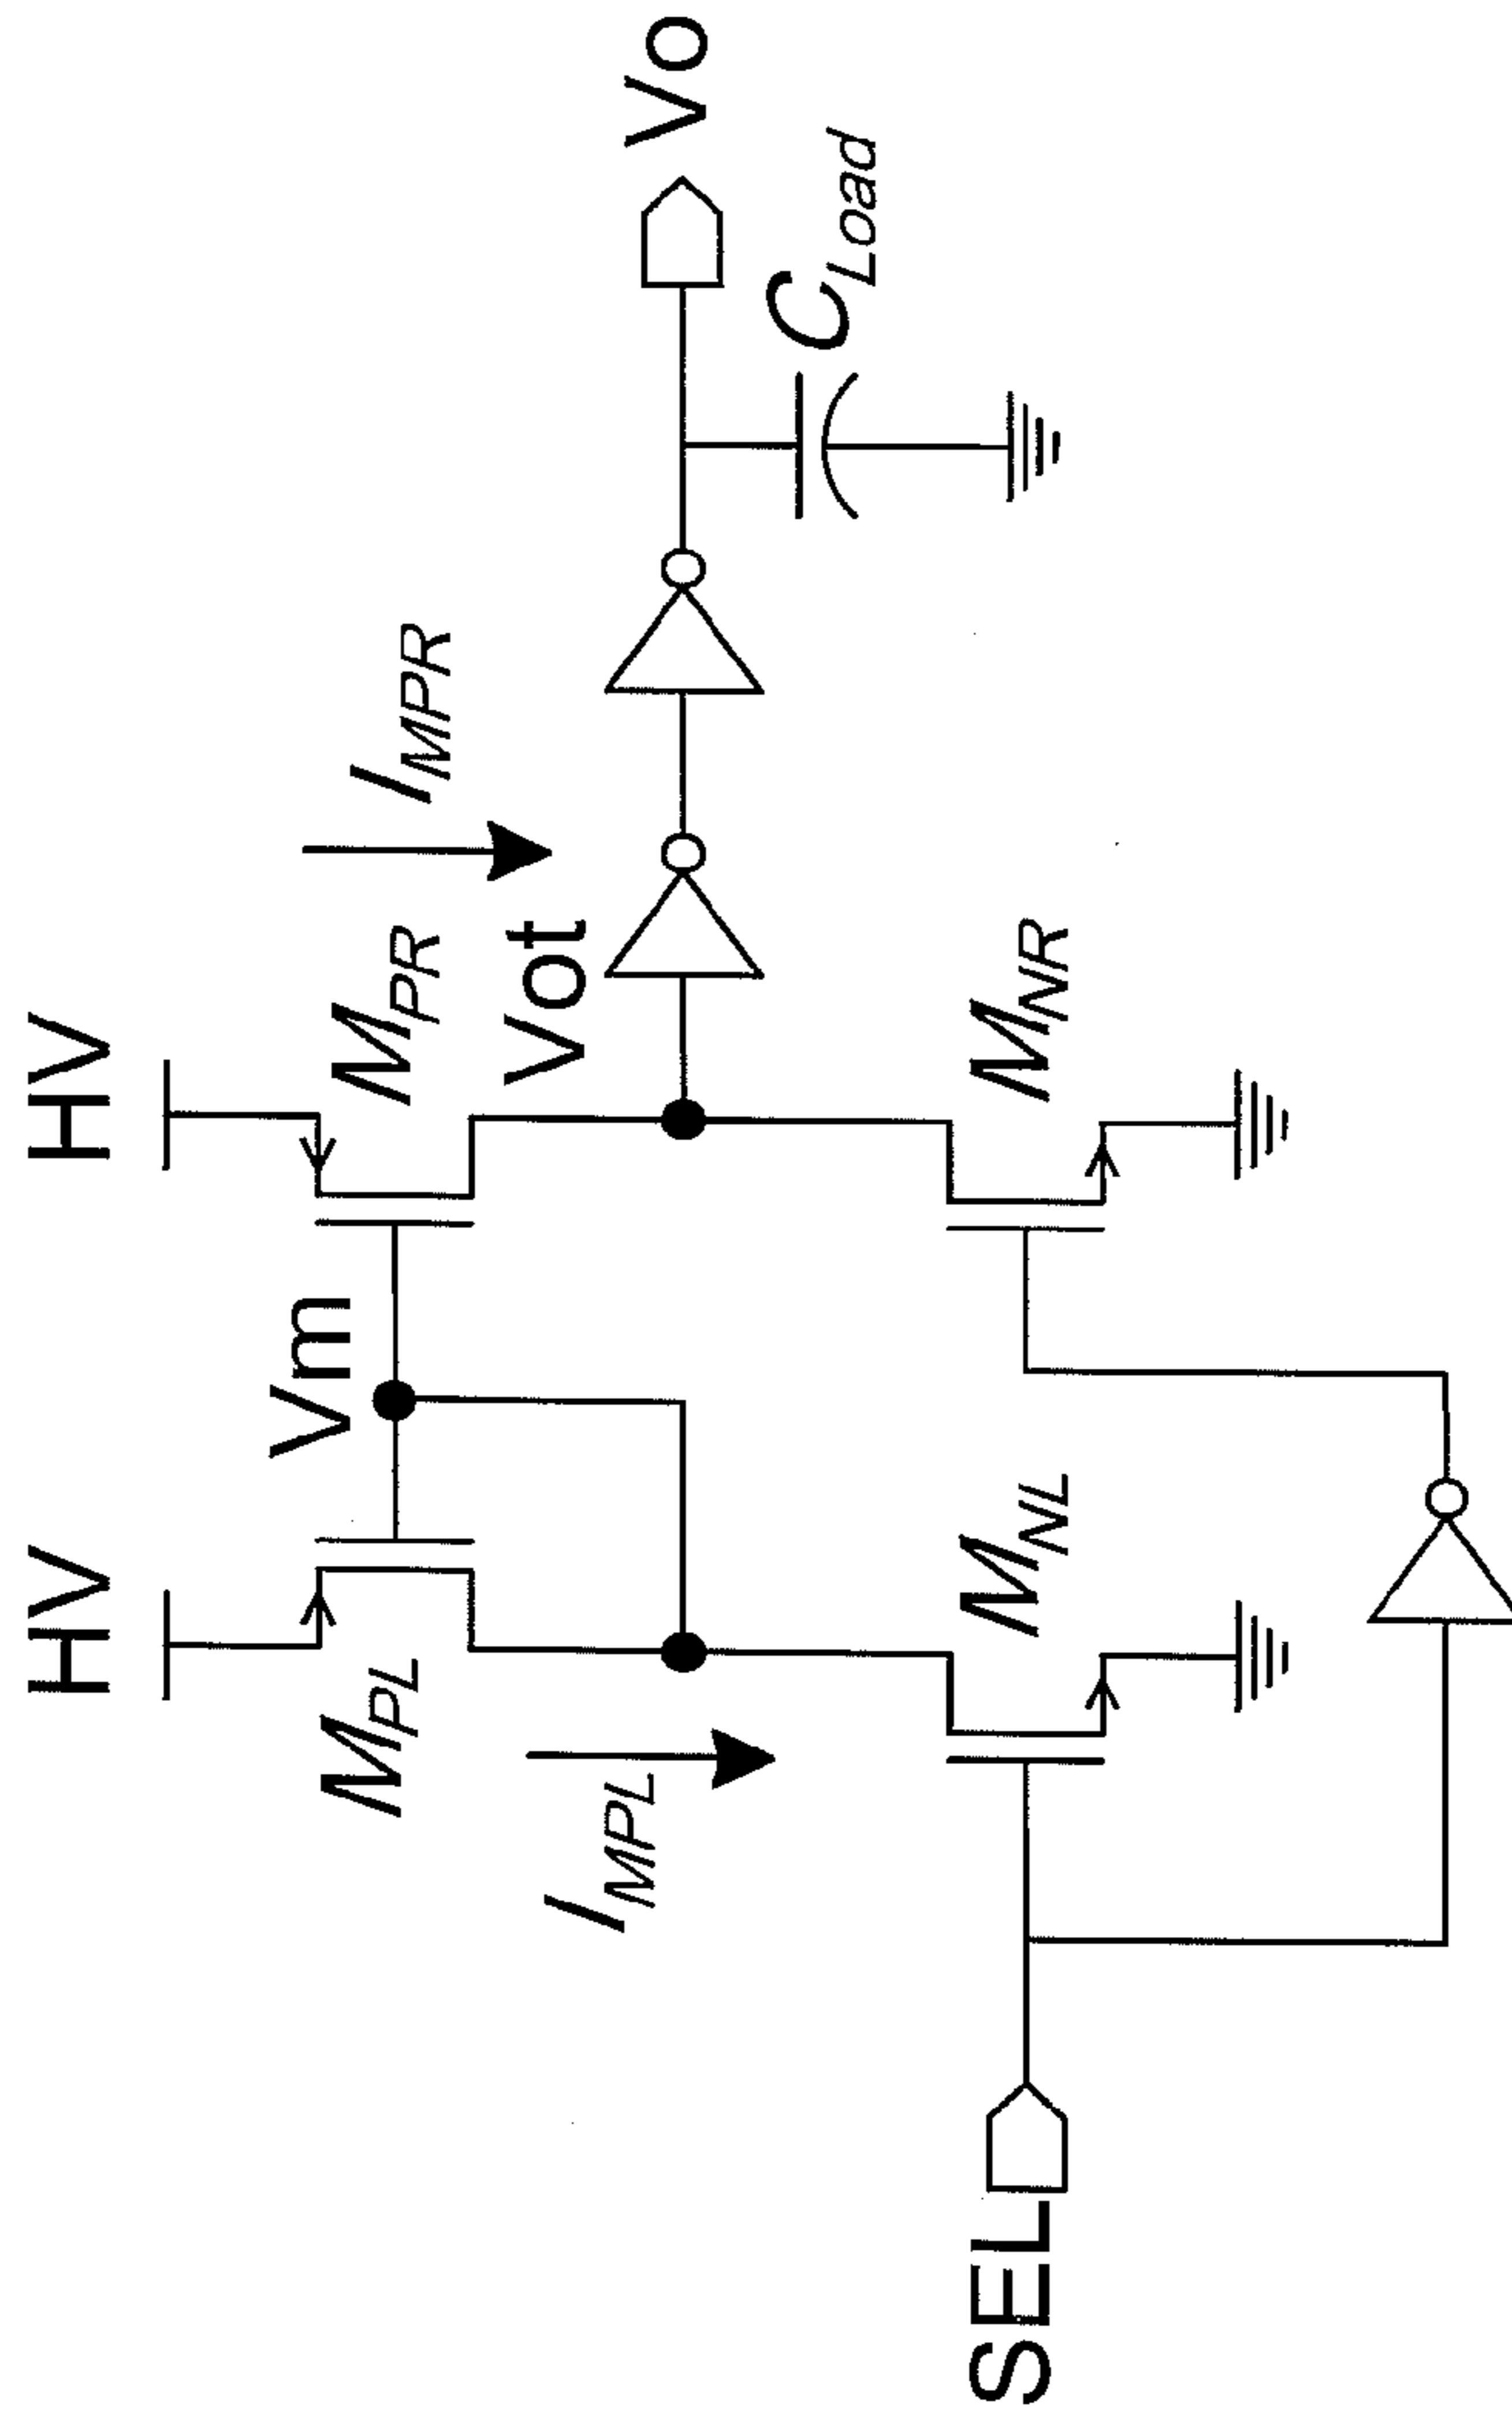 HV
HV
Vm
M_PL
M_PR
I_MPR
I_MPL
Vot
Vo
C_Load
M_NL
M_NR
SEL